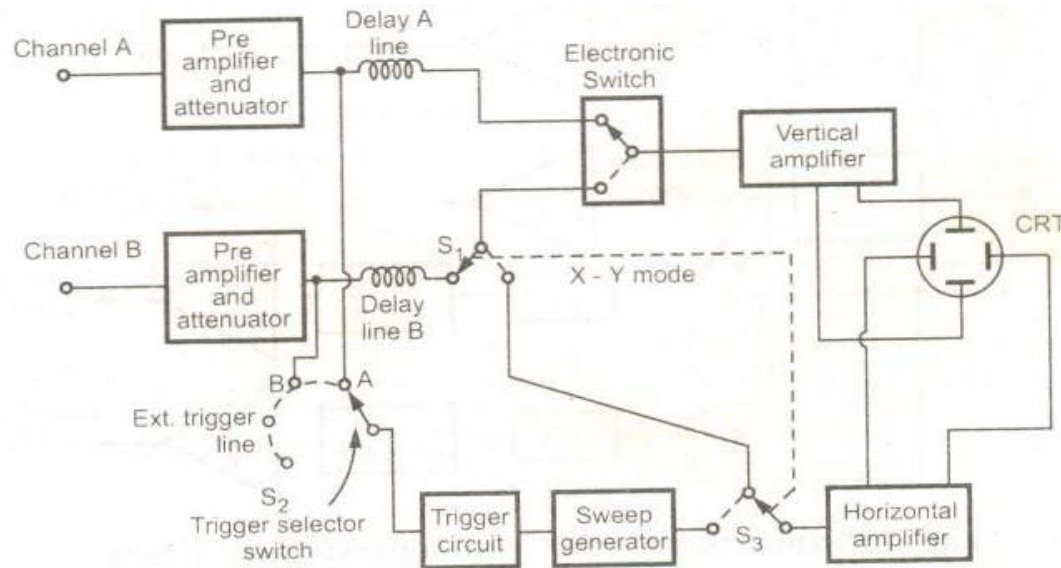 Channel A
Pre
amplifier
and
attenuator
Delay A
line
Electronic
Switch
Vertical
amplifier
CRT
Channel B
Pre
amplifier
and
attenuator
Delay
line B
S1
X - Y mode
B
A
Ext. trigger
line
S2
Trigger selector
switch
Trigger
circuit
Sweep
generator
S3
Horizontal
amplifier